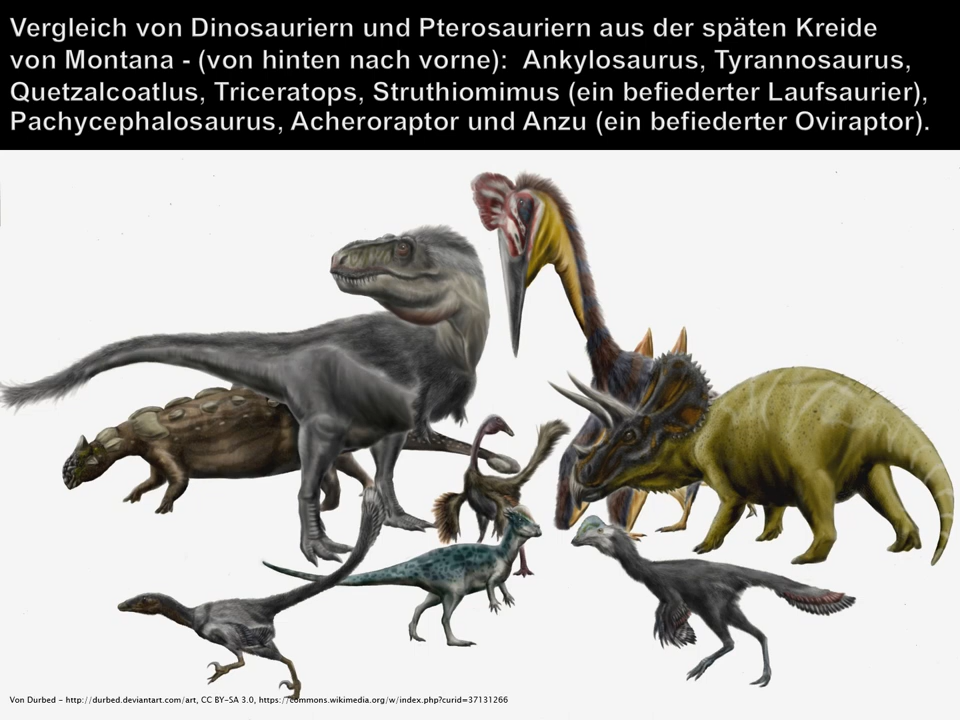 Vergleich von Dinosauriern und Pterosauriern aus der späten Kreide
von Montana - (von hinten nach vorne):  Ankylosaurus, Tyrannosaurus,
Quetzalcoatlus, Triceratops, Struthiomimus (ein befiederter Laufsaurier),
Pachycephalosaurus, Acheroraptor und Anzu (ein befiederter Oviraptor).
Von Durbed - http://durbed.deviantart.com/art, CC BY-SA 3.0, https://commons.wikimedia.org/w/index.php?curid=37131266